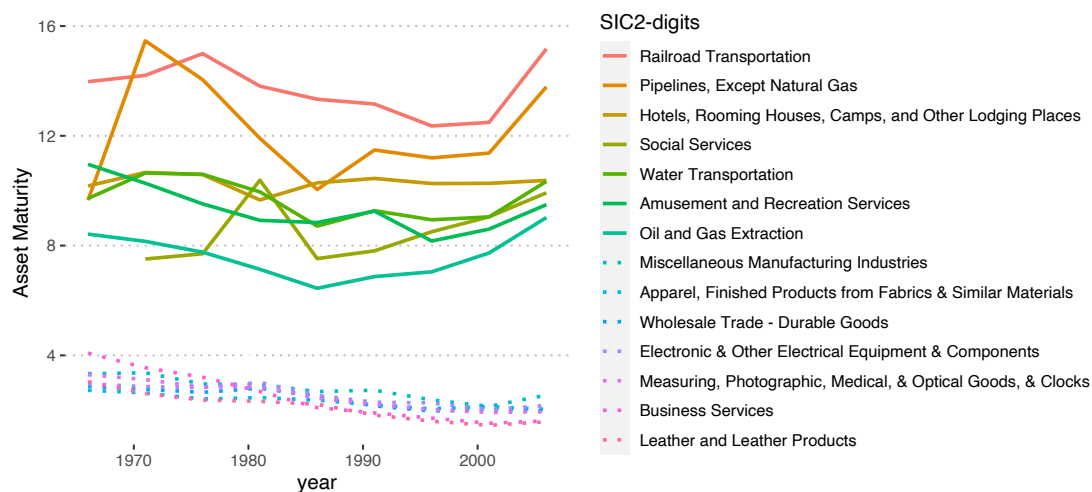 16
12
8
4
Asset Maturity
1970
1980
1990
2000
year
SIC2-digits
Railroad Transportation
Pipelines, Except Natural Gas
Hotels, Rooming Houses, Camps, and Other Lodging Places
Social Services
Water Transportation
Amusement and Recreation Services
Oil and Gas Extraction
Miscellaneous Manufacturing Industries
Apparel, Finished Products from Fabrics & Similar Materials
Wholesale Trade - Durable Goods
Electronic & Other Electrical Equipment & Components
Measuring, Photographic, Medical, & Optical Goods, & Clocks
Business Services
Leather and Leather Products